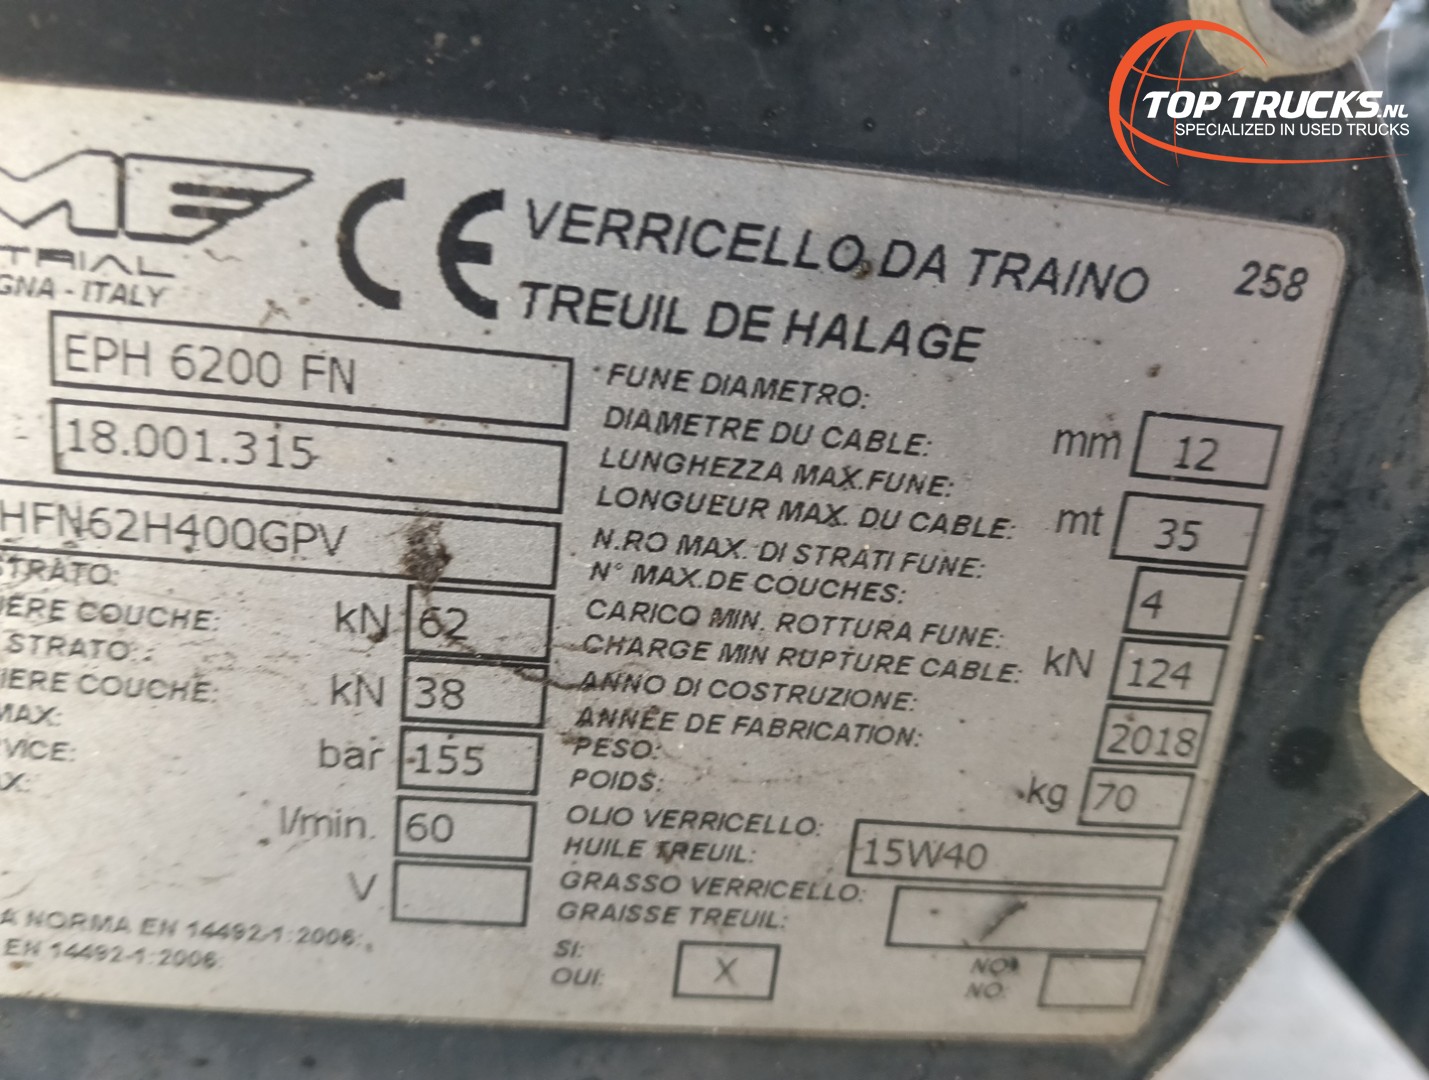 TOP TRUCKS.NL
SPECIALIZED IN USED TRUCKS
ME
TRIAL
GNA - ITALY
CE
VERRICELLO DA TRAINO
TREUIL DE HALAGE
258
EPH 6200 FN
18.001.315
HFN62H400GPV
STRATO:
IERE COUCHE: kN 62
STRATO:
IERE COUCHE: kN 38
MAX:
VICE: bar 155
X:
l/min. 60
V
A NORMA EN 14492-1:2006:
EN 14492-1:2006
FUNE DIAMETRO:
DIAMETRE DU CABLE: mm 12
LUNGHEZZA MAX.FUNE:
LONGUEUR MAX. DU CABLE: mt 35
N.RO MAX. DI STRATI FUNE:
N° MAX.DE COUCHES: 4
CARICO MIN. ROTTURA FUNE:
CHARGE MIN RUPTURE CABLE: kN 124
ANNO DI COSTRUZIONE:
ANNÉE DE FABRICATION: 2018
PESO:
POIDS: kg 70
OLIO VERRICELLO:
HUILE TREUIL: 15W40
GRASSO VERRICELLO:
GRAISSE TREUIL: /
SI:
OUI: X
NO:
NO: